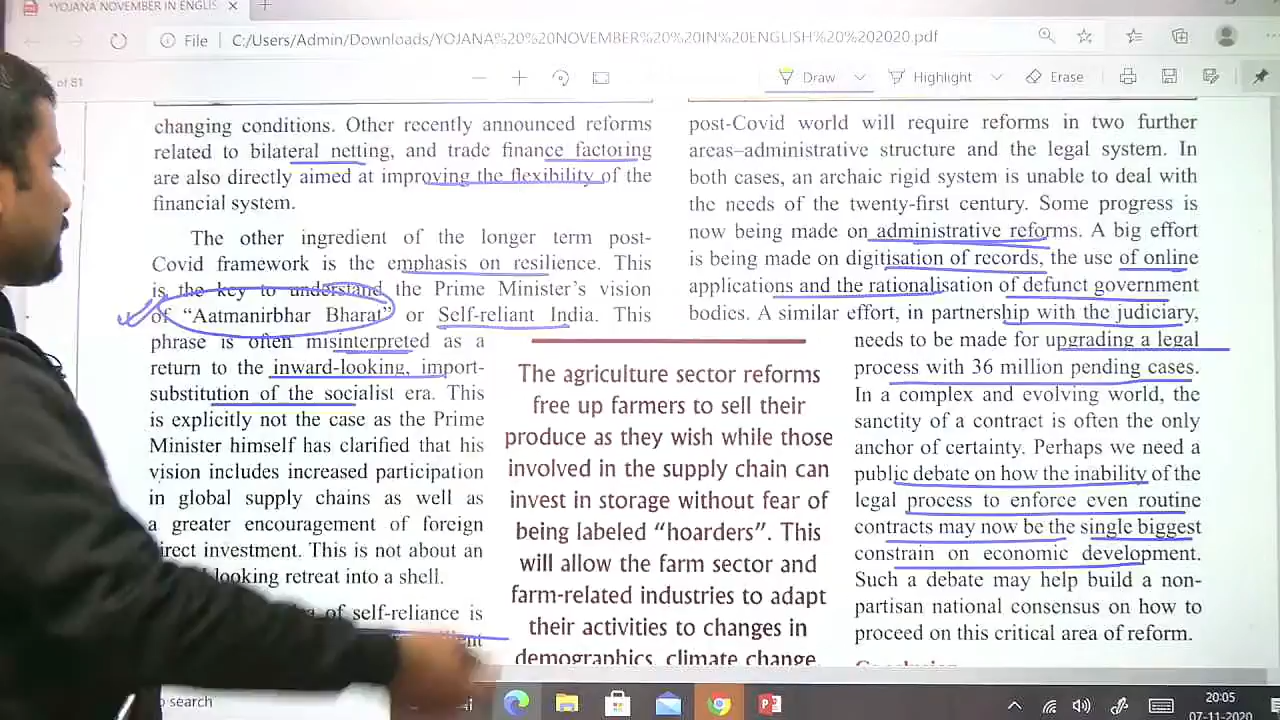 *YOJANA NOVEMBER IN ENGLIS
File
C:/Users/Admin/Downloads/YOJANA%20%20NOVEMBER%20%20IN%20ENGLISH%20%202020.pdf
of 81
Draw
Highlight
Erase
changing conditions. Other recently announced reforms
related to bilateral netting, and trade finance factoring
are also directly aimed at improving the flexibility of the
financial system.
The other ingredient of the longer term post-
Covid framework is the emphasis on resilience. This
is the key to understand the Prime Minister's vision
of "Aatmanirbhar Bharat" or Self-reliant India. This
phrase is often misinterpreted as a
return to the inward-looking, import-
substitution of the socialist era. This
is explicitly not the case as the Prime
Minister himself has clarified that his
vision includes increased participation
in global supply chains as well as
a greater encouragement of foreign
direct investment. This is not about an
looking retreat into a shell.
of self-reliance is
The agriculture sector reforms
free up farmers to sell their
produce as they wish while those
involved in the supply chain can
invest in storage without fear of
being labeled "hoarders". This
will allow the farm sector and
farm-related industries to adapt
their activities to changes in
demographics, climate change,
post-Covid world will require reforms in two further
areas–administrative structure and the legal system. In
both cases, an archaic rigid system is unable to deal with
the needs of the twenty-first century. Some progress is
now being made on administrative reforms. A big effort
is being made on digitisation of records, the use of online
applications and the rationalisation of defunct government
bodies. A similar effort, in partnership with the judiciary,
needs to be made for upgrading a legal
process with 36 million pending cases.
In a complex and evolving world, the
sanctity of a contract is often the only
anchor of certainty. Perhaps we need a
public debate on how the inability of the
legal process to enforce even routine
contracts may now be the single biggest
constrain on economic development.
Such a debate may help build a non-
partisan national consensus on how to
proceed on this critical area of reform.
Conclusion
search
20:05
07-11-2020